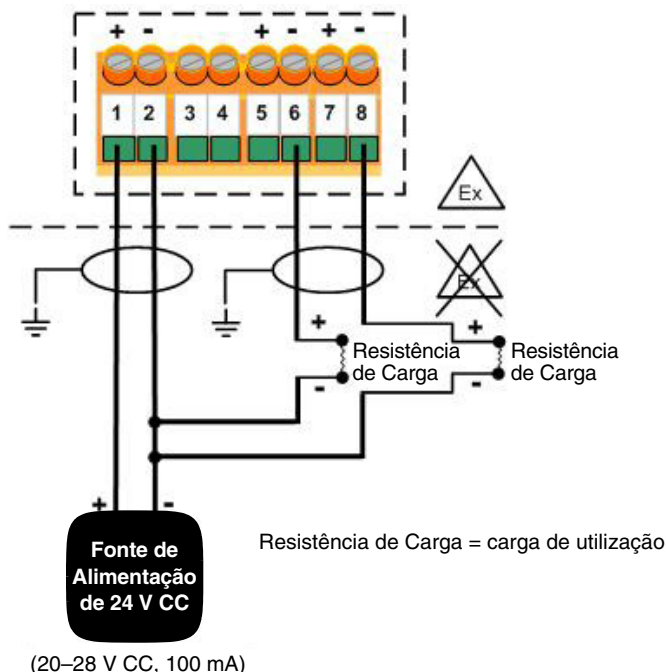 + - + - + -
1 2 3 4 5 6 7 8
Ex
Ex
+ +
Resistência Resistência
de Carga de Carga
- -
+ -
Fonte de
Alimentação
de 24 V CC
Resistência de Carga = carga de utilização
(20–28 V CC, 100 mA)